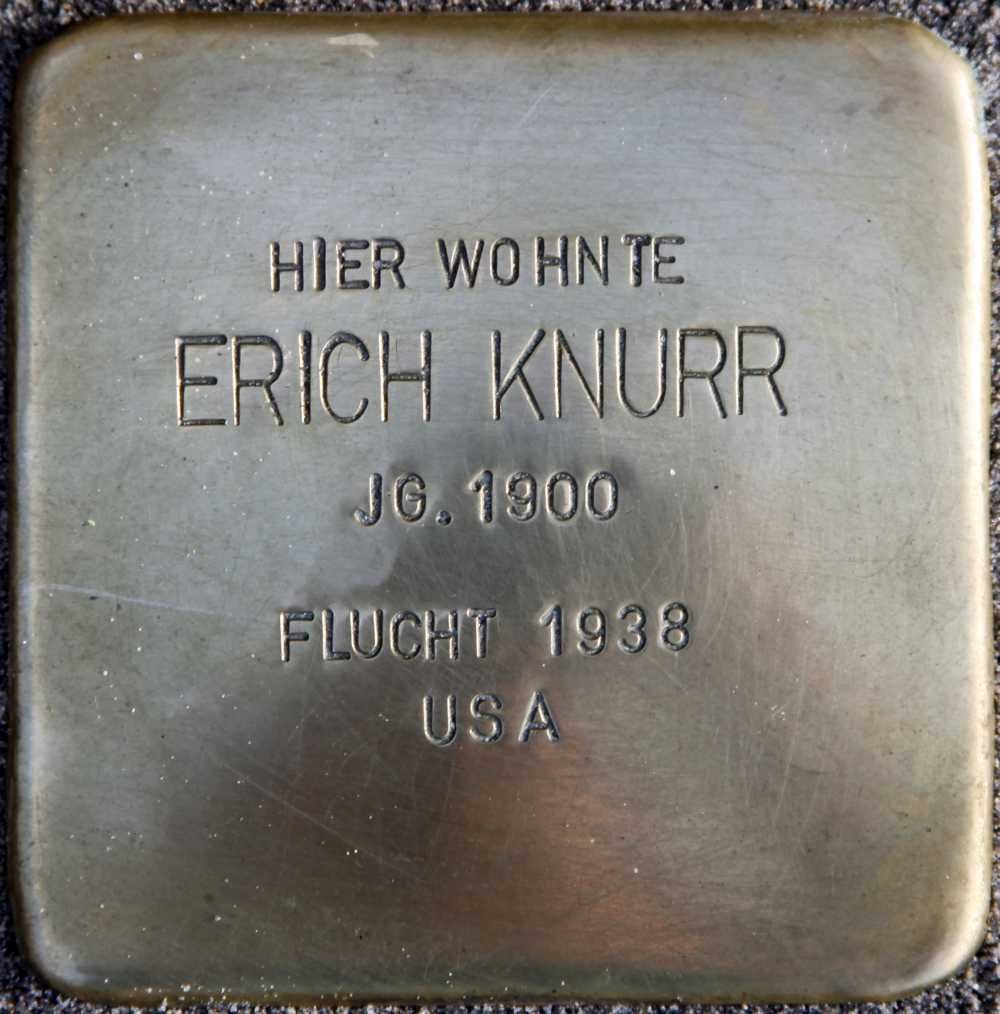 HIER WOHNTE
ERICH KNURR
JG. 1900
FLUCHT 1938
USA